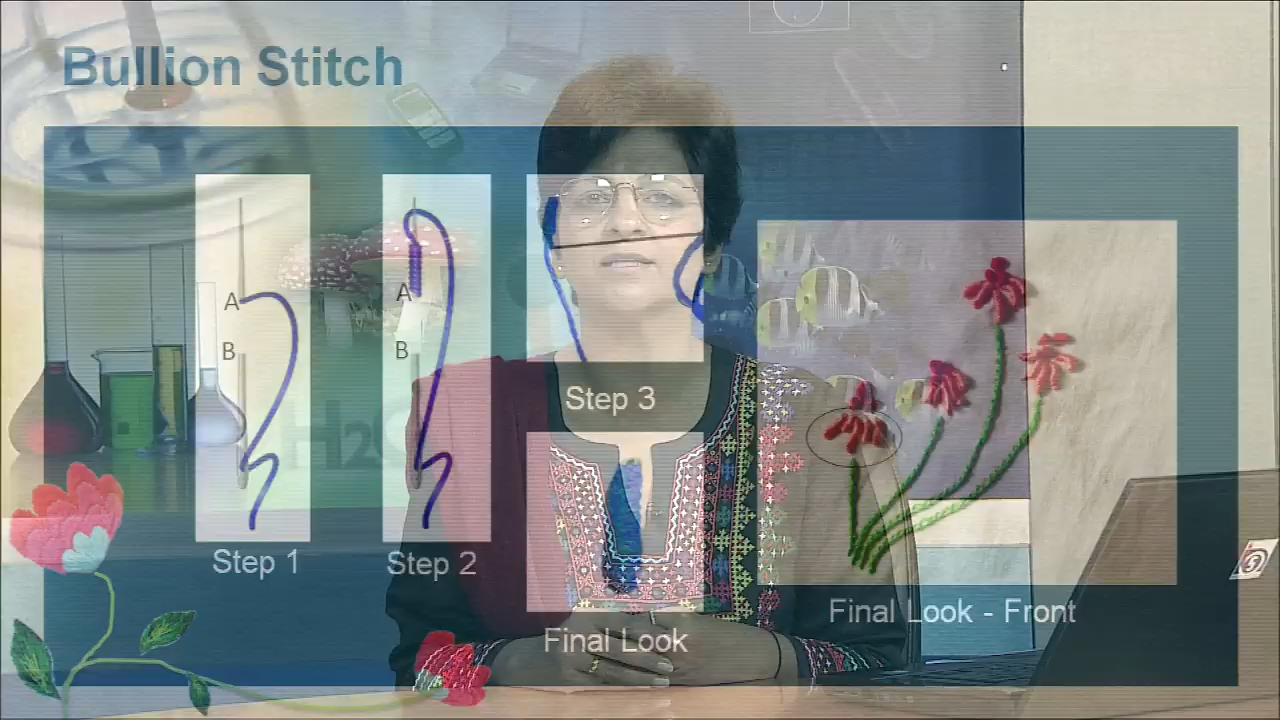 Bullion Stitch
A
B
Step 1
A
B
Step 2
Step 3
Final Look
Final Look - Front